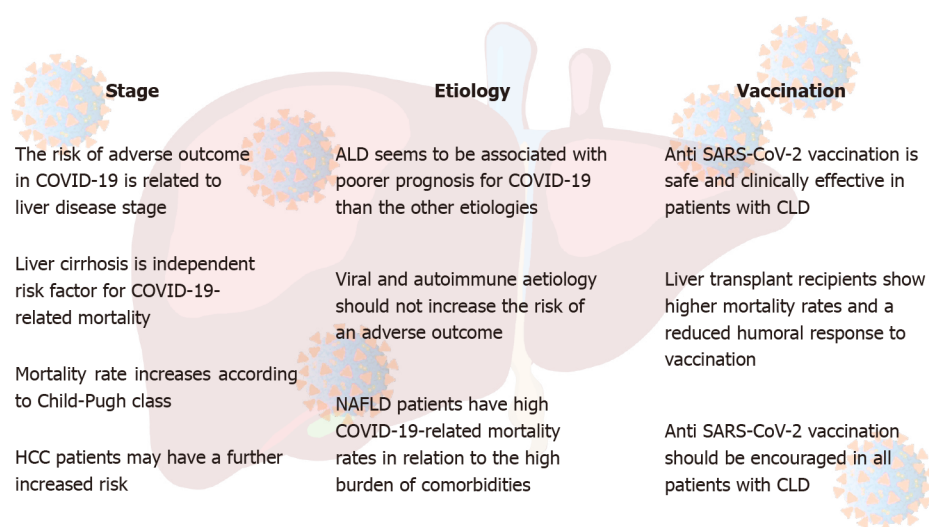 Stage
The risk of adverse outcome
in COVID-19 is related to
liver disease stage
Liver cirrhosis is independent
risk factor for COVID-19-
related mortality
Mortality rate increases according
to Child-Pugh class
HCC patients may have a further
increased risk
Etiology
ALD seems to be associated with
poorer prognosis for COVID-19
than the other etiologies
Viral and autoimmune aetiology
should not increase the risk of
an adverse outcome
NAFLD patients have high
COVID-19-related mortality
rates in relation to the high
burden of comorbidities
Vaccination
Anti SARS-CoV-2 vaccination is
safe and clinically effective in
patients with CLD
Liver transplant recipients show
higher mortality rates and a
reduced humoral response to
vaccination
Anti SARS-CoV-2 vaccination
should be encouraged in all
patients with CLD